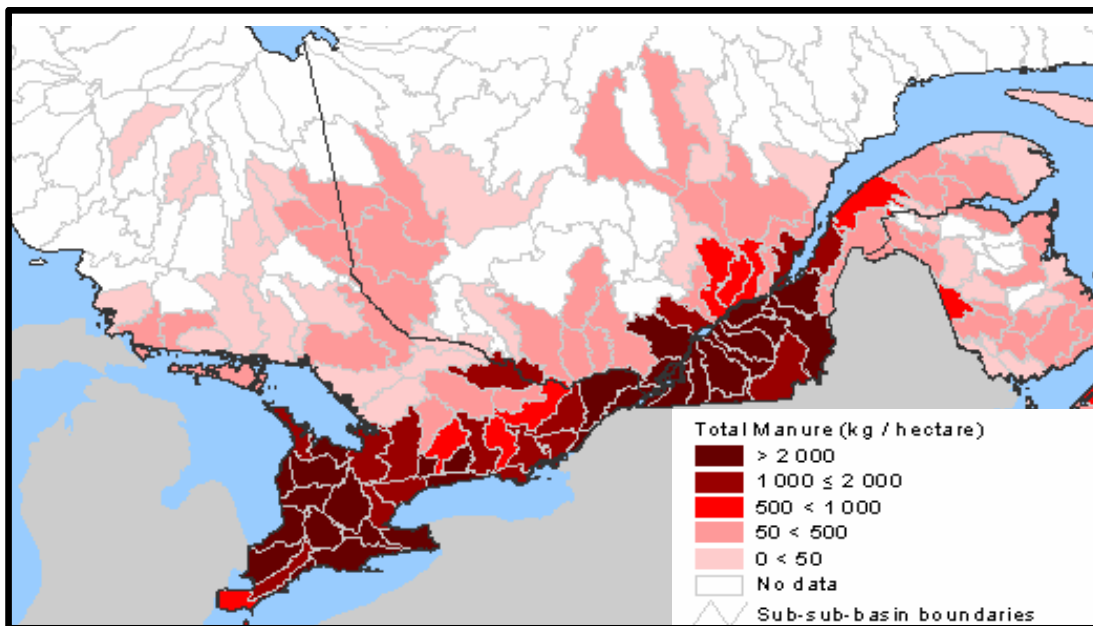 Total Manure (kg / hectare)
> 2 000
1 000 ≤ 2 000
500 < 1 000
50 < 500
0 < 50
No data
Sub-sub-basin boundaries